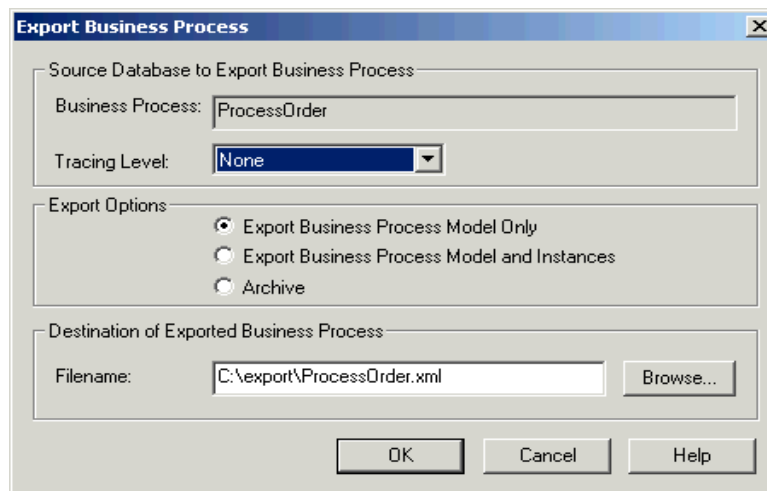 Export Business Process
Source Database to Export Business Process
Business Process: ProcessOrder
Tracing Level: None
Export Options
Export Business Process Model Only
Export Business Process Model and Instances
Archive
Destination of Exported Business Process
Filename: C:\export\ProcessOrder.xml Browse...
OK Cancel Help